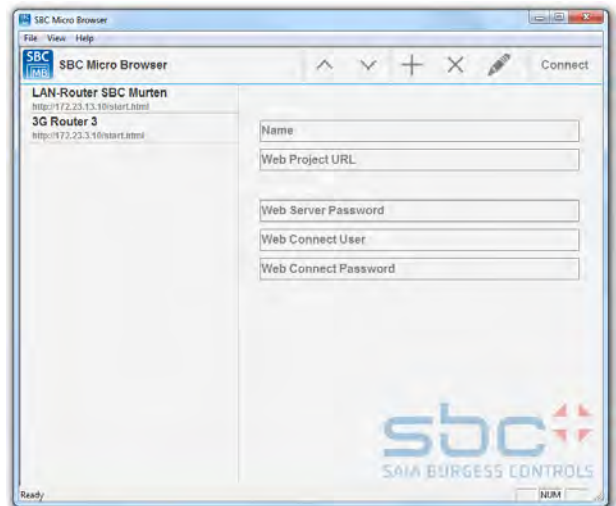 SBC Micro Browser
File View Help
SBC
MB
SBC Micro Browser
Connect
LAN-Router SBC Murten
http://172.23.13.10/start.html
3G Router 3
http://172.23.3.10/start.html
Name
Web Project URL
Web Server Password
Web Connect User
Web Connect Password
sbc
SAIA BURGESS CONTROLS
Ready
NUM